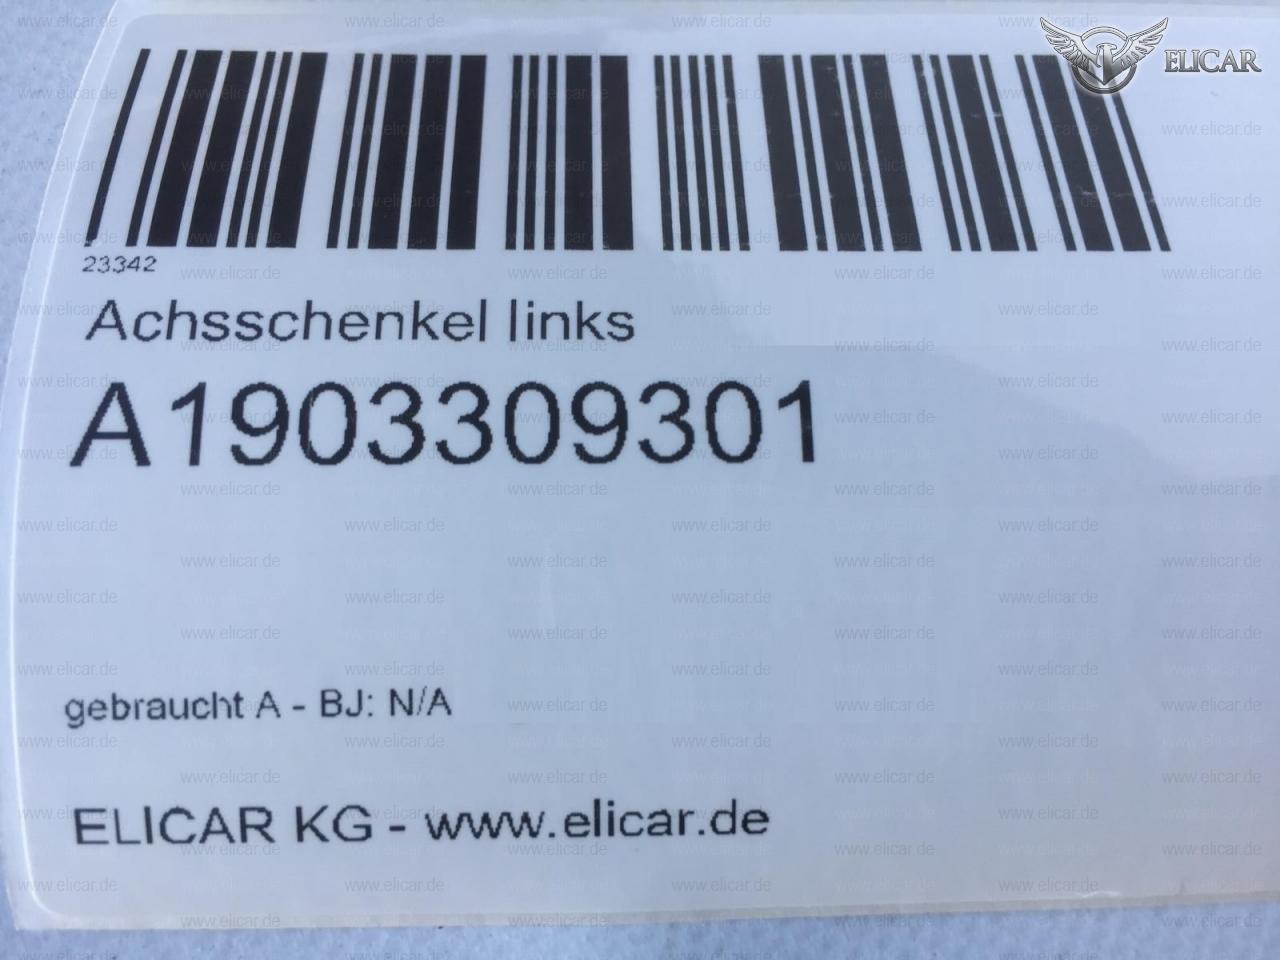 ELICAR
23342
Achsschenkel links
A1903309301
gebraucht A - BJ: N/A
ELICAR KG - www.elicar.de